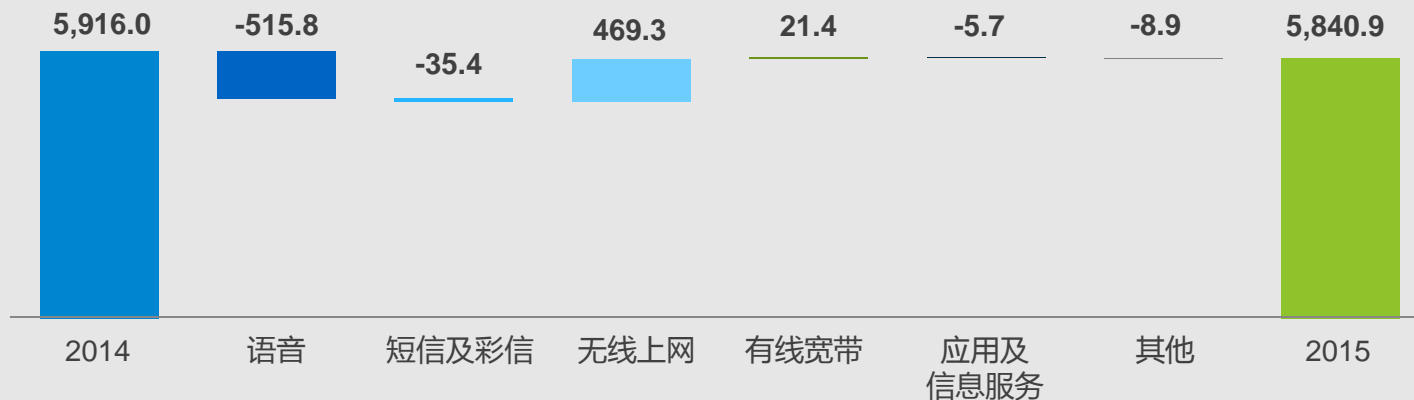 5,916.0
-515.8
-35.4
469.3
21.4
-5.7
-8.9
5,840.9
2014
语音
短信及彩信
无线上网
有线宽带
应用及
信息服务
其他
2015